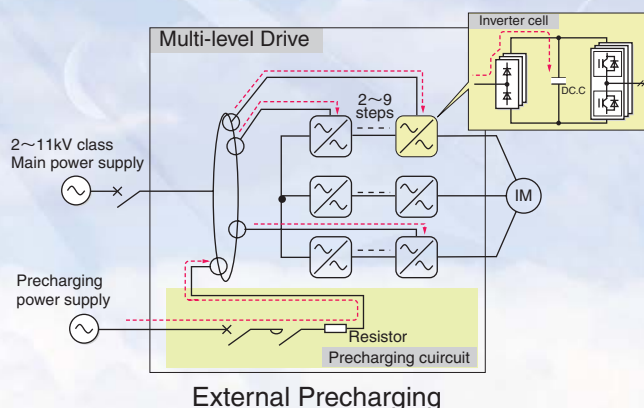 Multi-level Drive
Inverter cell
DC.C
2～9
steps
2～11kV class
Main power supply
IM
Precharging
power supply
Resistor
Precharging cuircuit
External Precharging